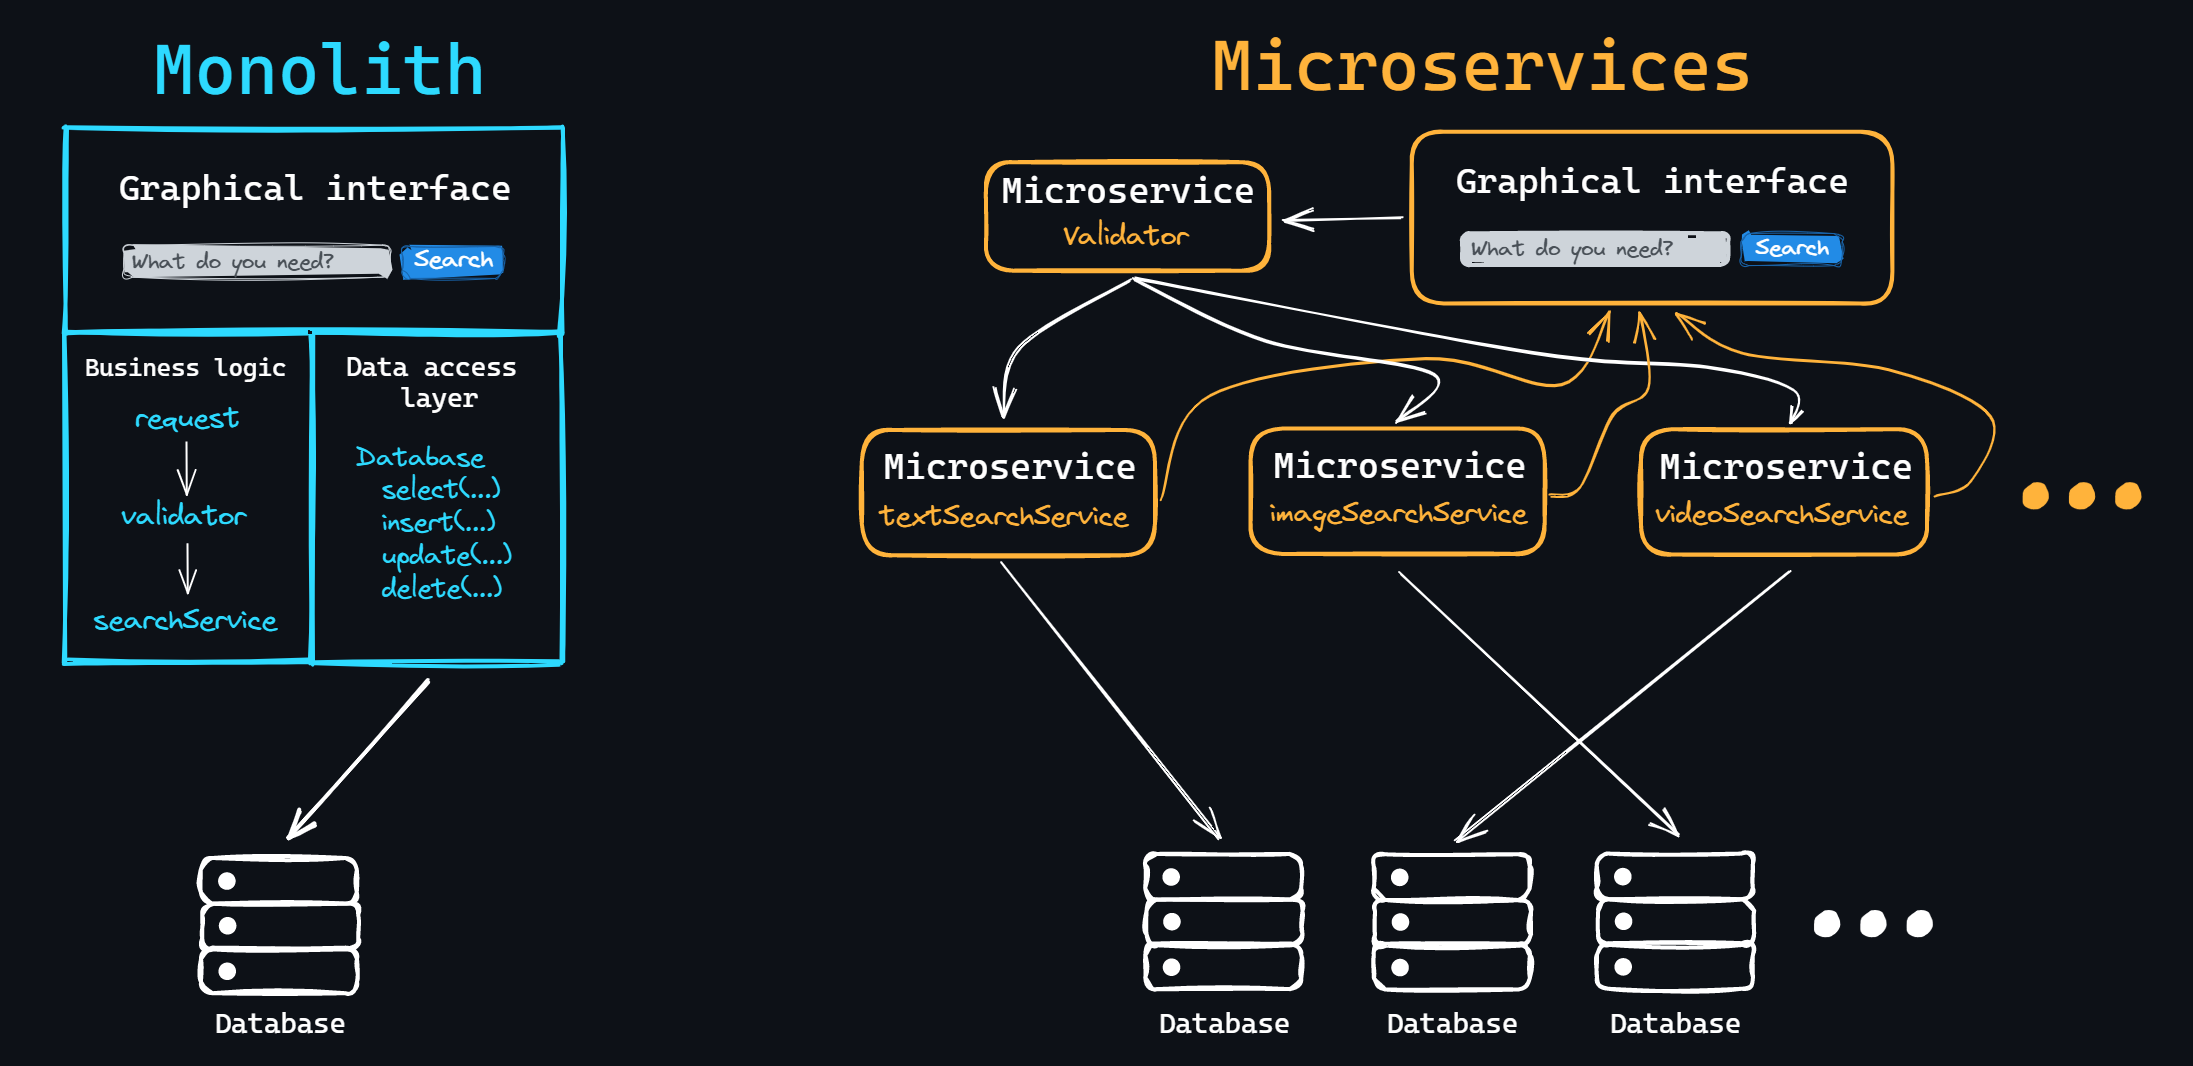 Monolith
Graphical interface
What do you need?
Search
Business logic
request
validator
searchService
Data access
layer
Database
select(...)
insert(...)
update(...)
delete(...)
Database
Microservices
Microservice
Validator
Graphical interface
What do you need?
Search
Microservice
textSearchService
Microservice
imageSearchService
Microservice
videoSearchService
Database
Database
Database